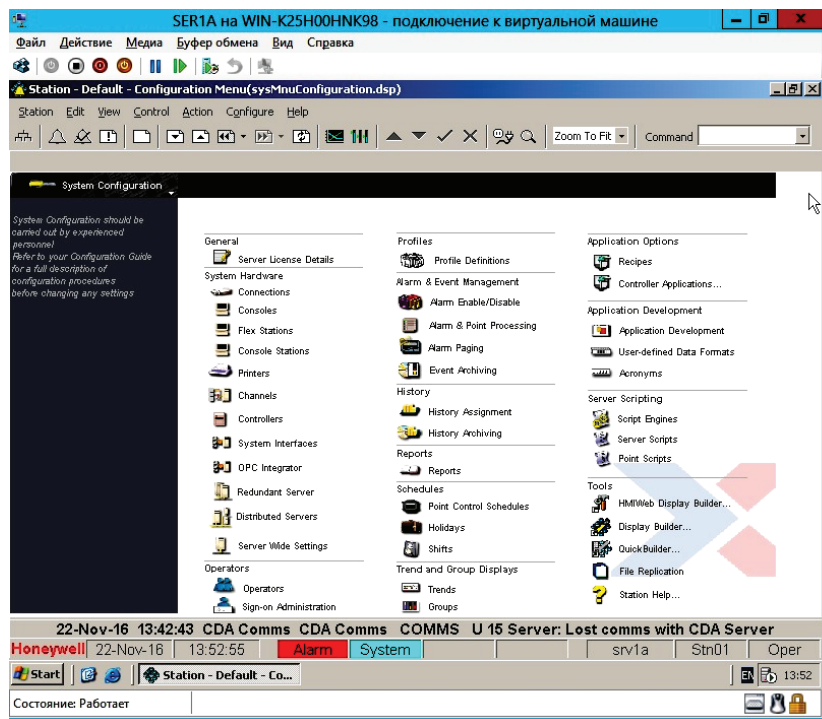 SER1A на WIN-K25H00HNK98 - подключение к виртуальной машине
Файл Действие Медиа Буфер обмена Вид Справка
Station - Default - Configuration Menu(sysMnuConfiguration.dsp)
Station Edit View Control Action Configure Help
Zoom To Fit Command
System Configuration
System Configuration should be
carried out by experienced
personnel
Refer to your Configuration Guide
for a full description of
configuration procedures
before changing any settings
General
Server License Details
System Hardware
Connections
Consoles
Flex Stations
Console Stations
Printers
Channels
Controllers
System Interfaces
OPC Integrator
Redundant Server
Distributed Servers
Server Wide Settings
Operators
Operators
Sign-on Administration
Profiles
Profile Definitions
Alarm & Event Management
Alarm Enable/Disable
Alarm & Point Processing
Alarm Paging
Event Archiving
History
History Assignment
History Archiving
Reports
Reports
Schedules
Point Control Schedules
Holidays
Shifts
Trend and Group Displays
Trends
Groups
Application Options
Recipes
Controller Applications...
Application Development
Application Development
User-defined Data Formats
Acronyms
Server Scripting
Script Engines
Server Scripts
Point Scripts
Tools
HMIWeb Display Builder...
Display Builder...
QuickBuilder...
File Replication
Station Help...
22-Nov-16 13:42:43 CDA Comms CDA Comms COMMS U 15 Server: Lost comms with CDA Server
Honeywell 22-Nov-16 13:52:55 Alarm System srv1a Stn01 Oper
Start Station - Default - Co... EN 13:52
Состояние: Работает